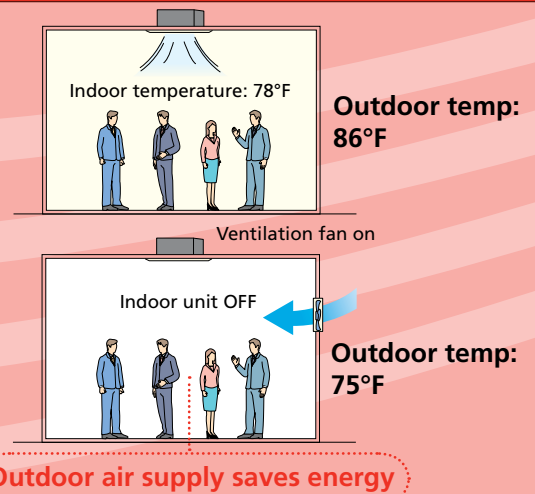 Indoor temperature: 78°F
Outdoor temp:
86°F
Ventilation fan on
Indoor unit OFF
Outdoor temp:
75°F
Outdoor air supply saves energy